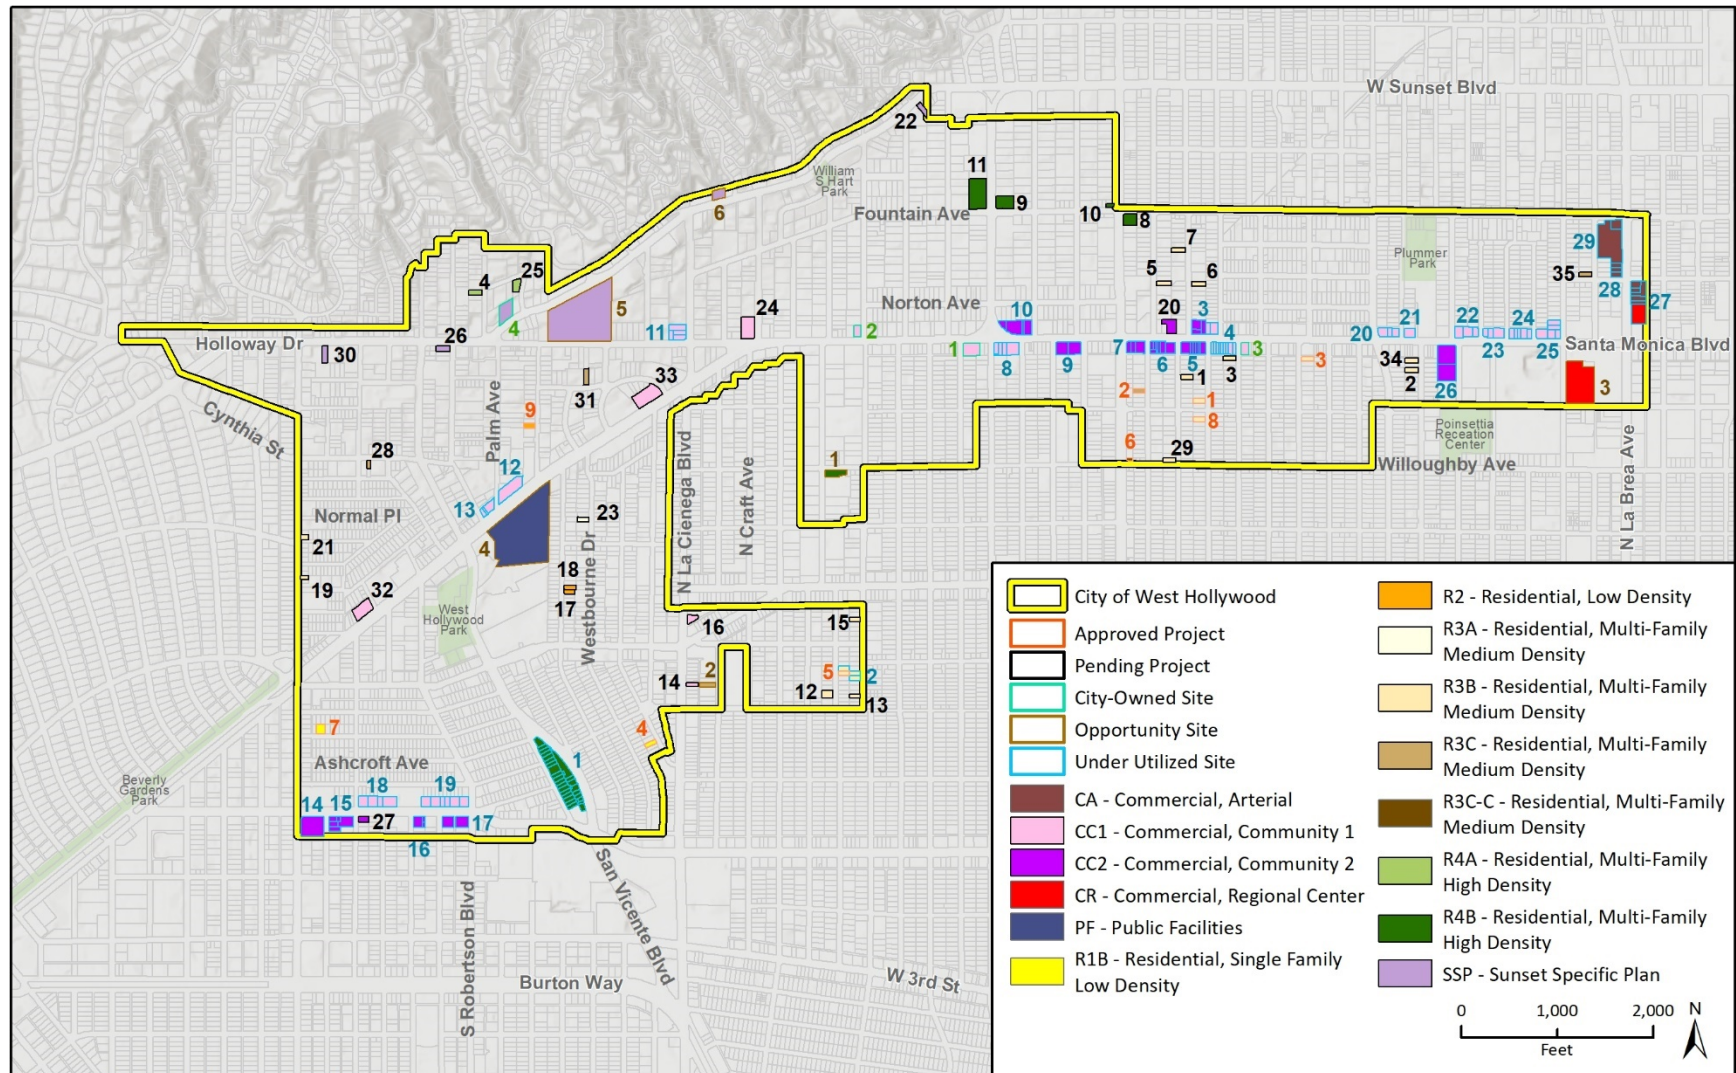 W Sunset Blvd
22
William
S Hart
Park
11
9
Fountain Ave
6
10
8
7
29
Plummer
Park
35
28
27
4
25
5
6
5
24
Norton Ave
10
20
3
4
11
2
20
21
22
23
24
25
Holloway Dr
30
26
1
8
9
7
6
5
4
3
3
Santa Monica Blvd
34
2
26
3
33
31
1
3
2
1
8
Cynthia St
Palm Ave
9
28
N La Cienega Blvd
N Craft Ave
1
6
29
Poinsettia
Recreation
Center
Willoughby Ave
N La Brea Ave
12
13
Normal Pl
21
4
23
19
32
18
17
Westbourne Dr
West
Hollywood
Park
16
15
14
2
5
2
12
13
7
4
Ashcroft Ave
1
Beverly
Gardens
Park
18
19
14
15
27
16
17
San Vicente Blvd
S Robertson Blvd
Burton Way
W 3rd St
City of West Hollywood
Approved Project
Pending Project
City-Owned Site
Opportunity Site
Under Utilized Site
CA - Commercial, Arterial
CC1 - Commercial, Community 1
CC2 - Commercial, Community 2
CR - Commercial, Regional Center
PF - Public Facilities
R1B - Residential, Single Family
Low Density
R2 - Residential, Low Density
R3A - Residential, Multi-Family
Medium Density
R3B - Residential, Multi-Family
Medium Density
R3C - Residential, Multi-Family
Medium Density
R3C-C - Residential, Multi-Family
Medium Density
R4A - Residential, Multi-Family
High Density
R4B - Residential, Multi-Family
High Density
SSP - Sunset Specific Plan
0 1,000 2,000
Feet
N